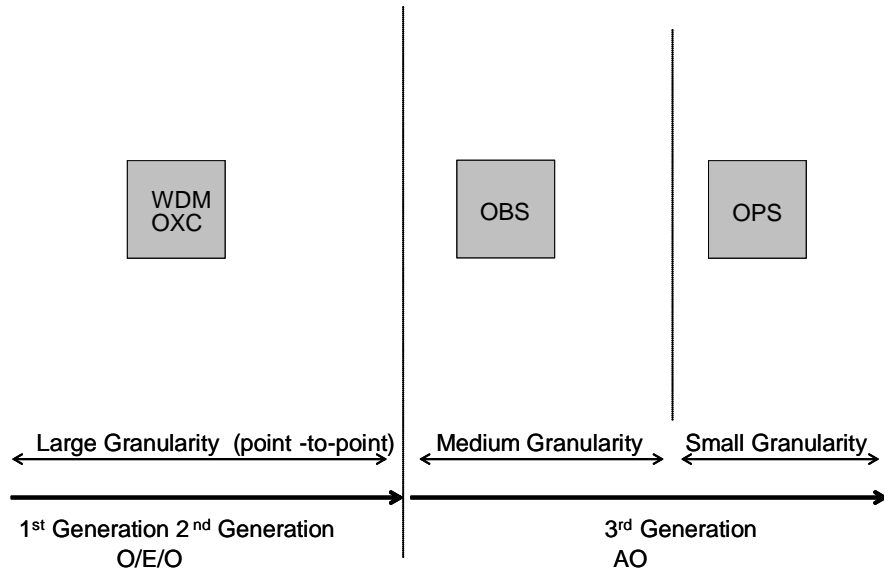 WDM
OXC
OBS
OPS
Large Granularity (point -to-point)
Medium Granularity
Small Granularity
1st Generation 2nd Generation
O/E/O
3rd Generation
AO